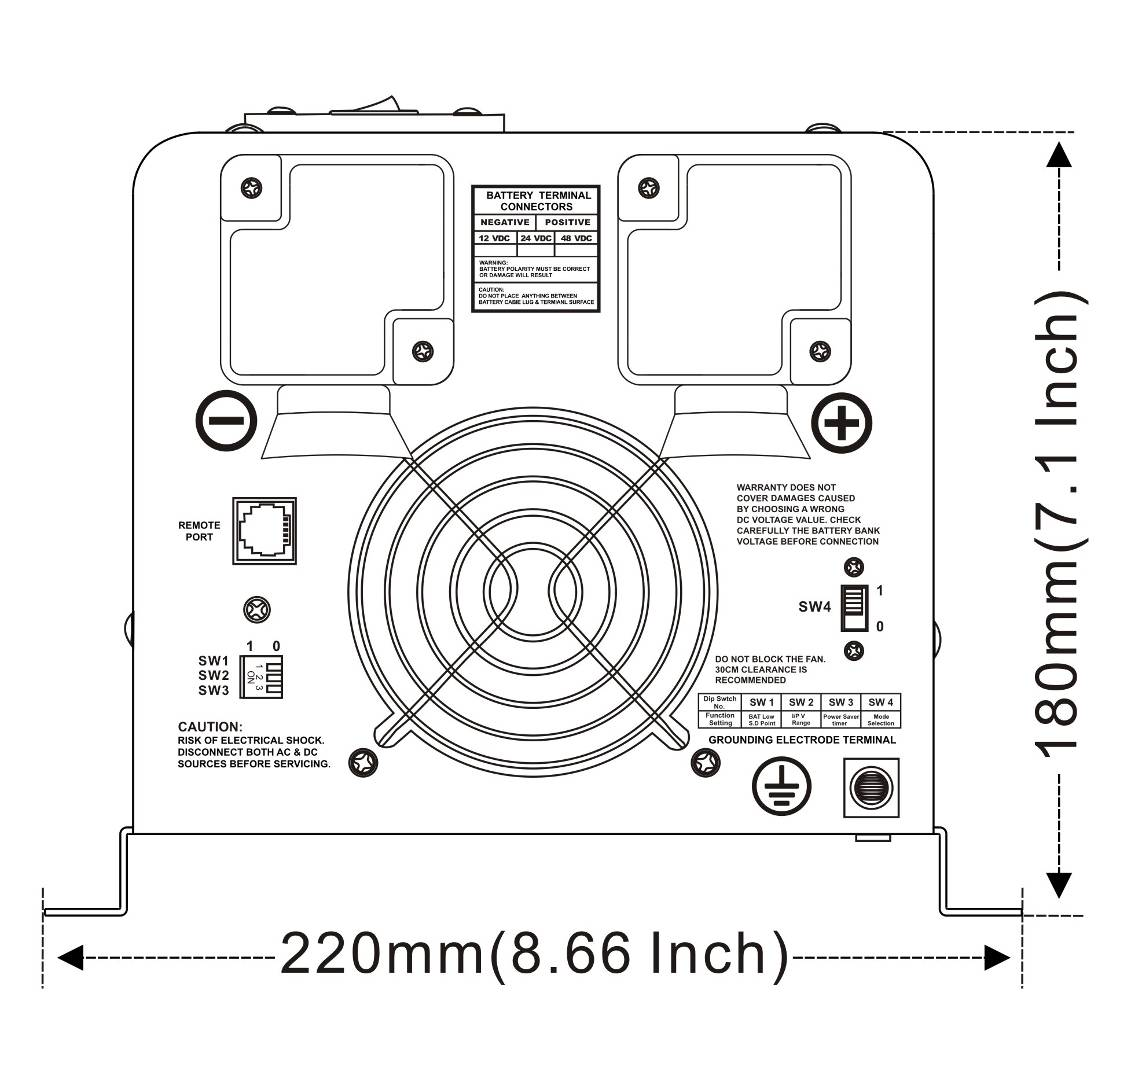 BATTERY TERMINAL
CONNECTORS
NEGATIVE POSITIVE
12 VDC 24 VDC 48 VDC
WARNING:
BATTERY POLARITY MUST BE CORRECT
OR DAMAGE WILL RESULT
CAUTION:
DO NOT PLACE ANYTHING BETWEEN
BATTERY CABIE LUG & TERMIANL SURFACE
REMOTE
PORT
WARRANTY DOES NOT
COVER DAMAGES CAUSED
BY CHOOSING A WRONG
DC VOLTAGE VALUE. CHECK
CAREFULLY THE BATTERY BANK
VOLTAGE BEFORE CONNECTION
1
SW4
0
1 0
SW1
SW2
SW3
1 2 3
ON
CAUTION:
RISK OF ELECTRICAL SHOCK.
DISCONNECT BOTH AC & DC
SOURCES BEFORE SERVICING.
DO NOT BLOCK THE FAN.
30CM CLEARANCE IS
RECOMMENDED
Dip Swtch No. SW 1 SW 2 SW 3 SW 4
Function Setting BAT Low S.D Point I/P V Range Power Saver timer Mode Selection
GROUNDING ELECTRODE TERMINAL
180mm(7.1 Inch)
220mm(8.66 Inch)